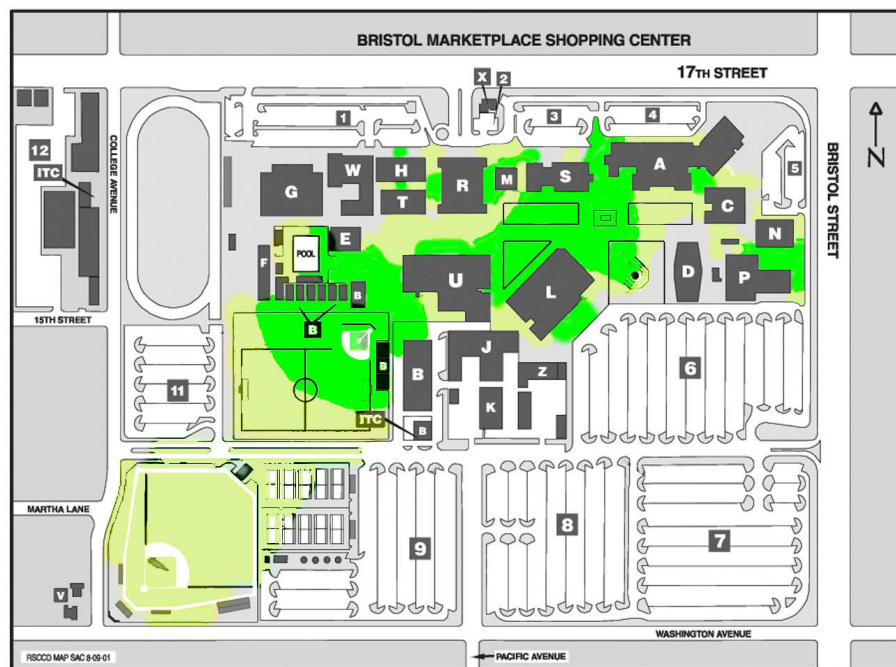 BRISTOL MARKETPLACE SHOPPING CENTER
17TH STREET
X
2
1
3
4
12
ITC
COLLEGE AVENUE
BRISTOL STREET
N
5
W
H
R
M
S
A
G
T
C
E
N
POOL
F
U
L
D
P
B
15TH STREET
B
J
6
B
B
Z
11
K
ITC
B
MARTHA LANE
9
8
7
V
WASHINGTON AVENUE
RSCCD MAP SAC 8-09-01
PACIFIC AVENUE